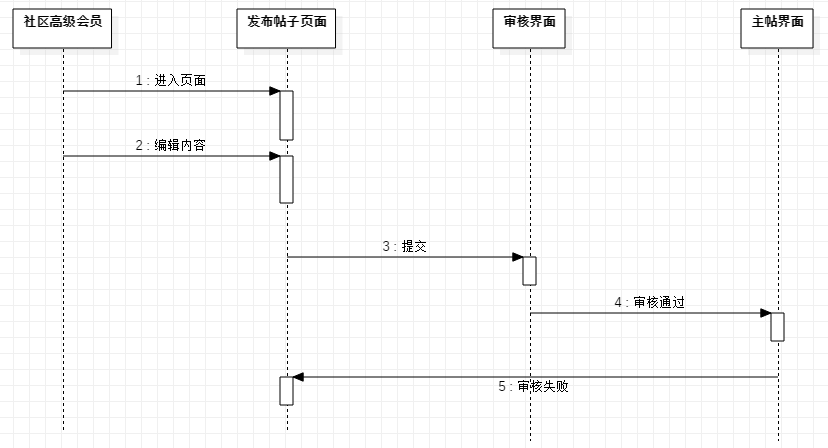 社区高级会员
发布帖子页面
审核界面
主帖界面
1 : 进入页面
2 : 编辑内容
3 : 提交
4 : 审核通过
5 : 审核失败